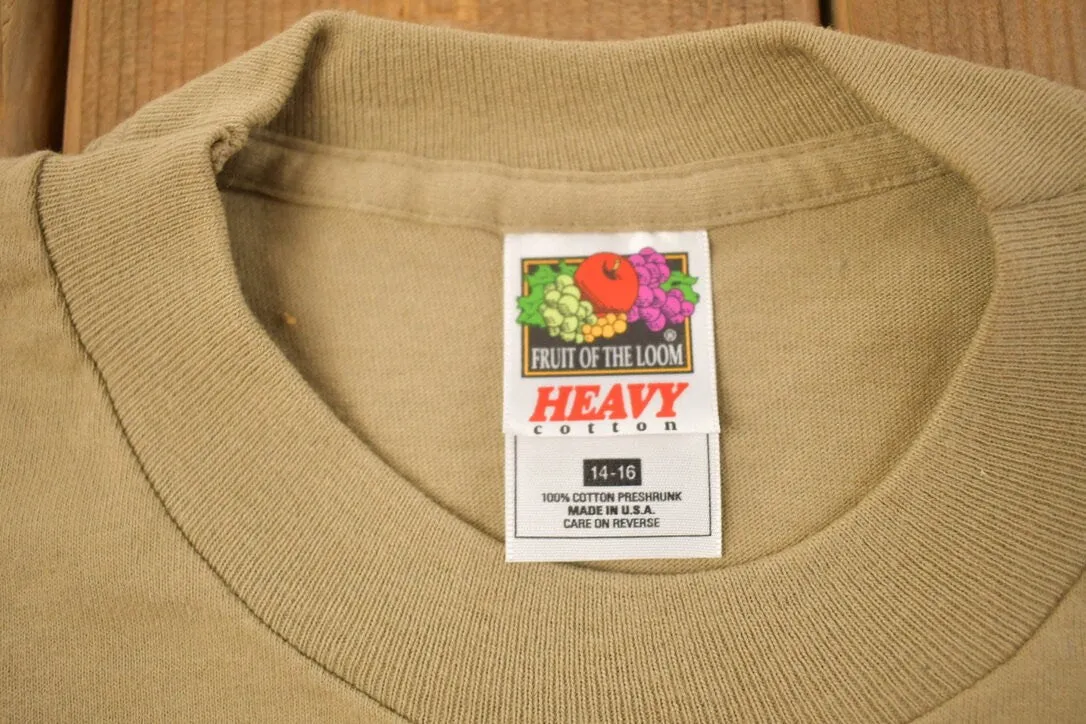 ®
FRUIT OF THE LOOM
HEAVY
cotton
14-16
100% COTTON PRESHRUNK
MADE IN U.S.A.
CARE ON REVERSE